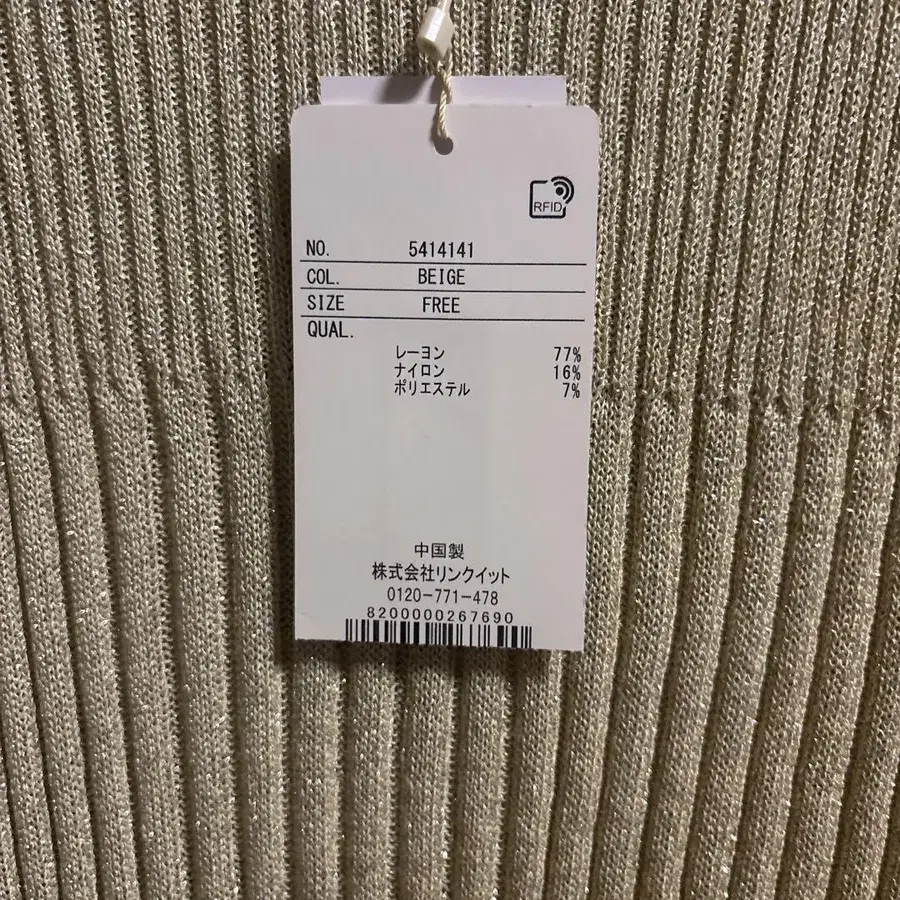 RFID
NO. 5414141
COL. BEIGE
SIZE FREE
QUAL.
レーヨン 77%
ナイロン 16%
ポリエステル 7%
中国製
株式会社リンクイット
0120-771-478
8200000267690